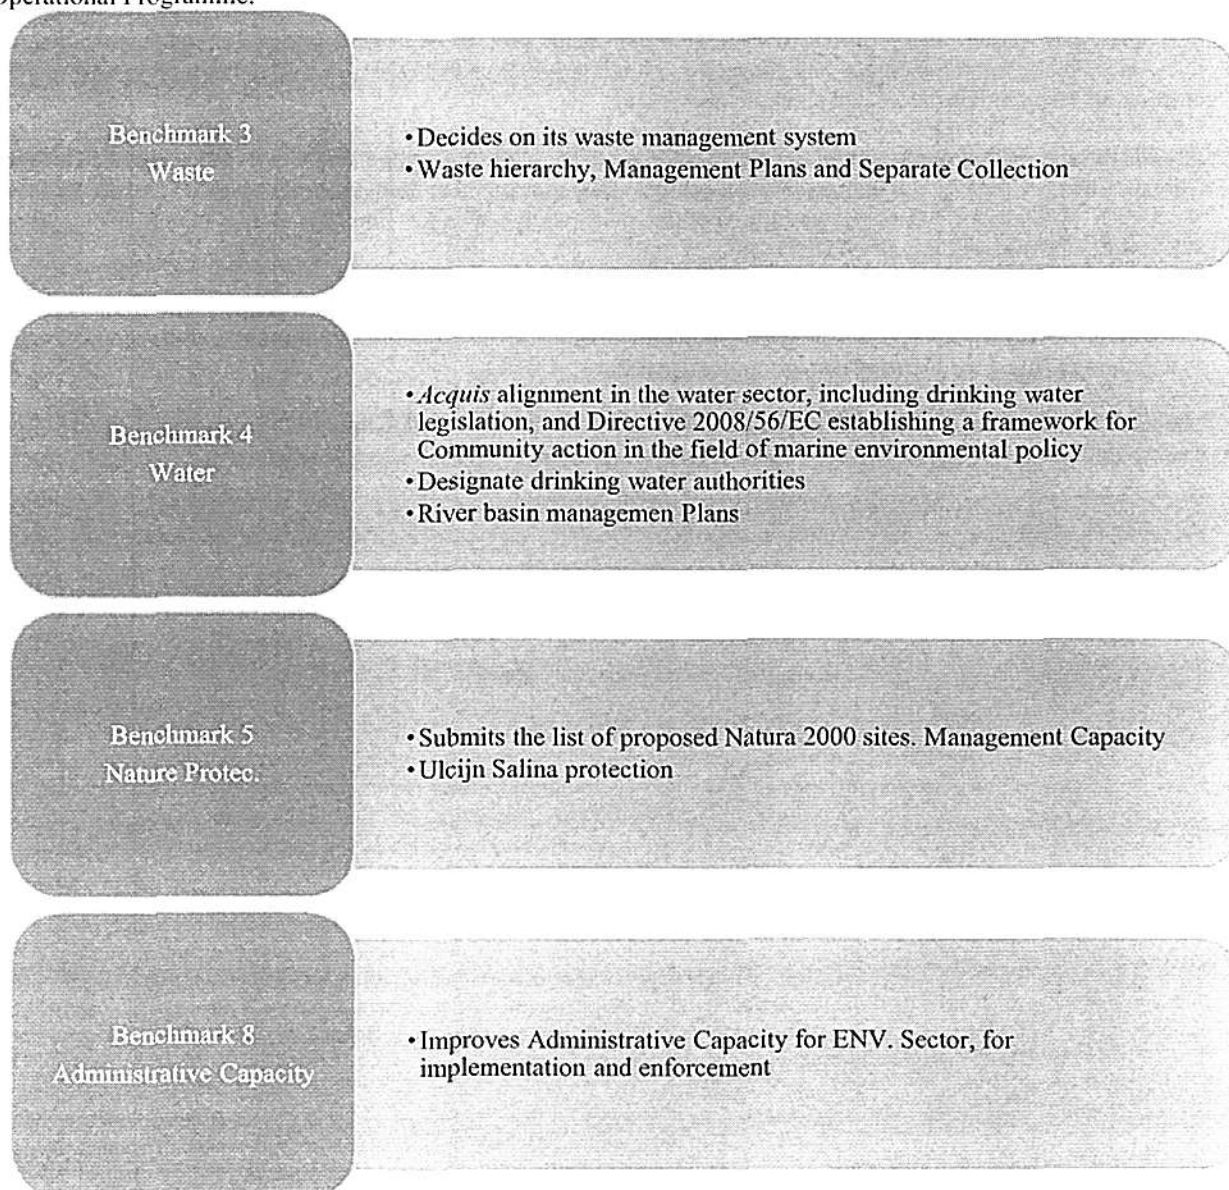 Operational Programme.
Benchmark 3
Waste
•Decides on its waste management system
•Waste hierarchy, Management Plans and Separate Collection
Benchmark 4
Water
•Acquis alignment in the water sector, including drinking water
legislation, and Directive 2008/56/EC establishing a framework for
Community action in the field of marine environmental policy
•Designate drinking water authorities
•River basin managemen Plans
Benchmark 5
Nature Protec.
•Submits the list of proposed Natura 2000 sites. Management Capacity
•Ulcijn Salina protection
Benchmark 8
Administrative Capacity
•Improves Administrative Capacity for ENV. Sector, for
implementation and enforcement